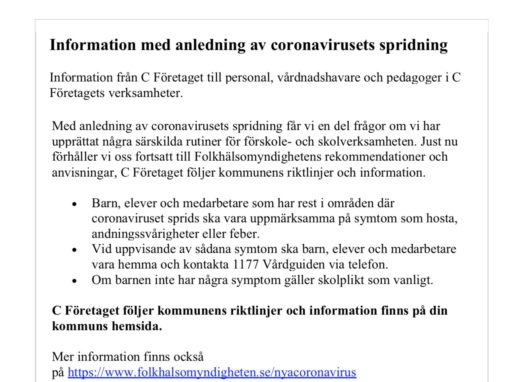 Information med anledning av coronavirusets spridning
Information från C Företaget till personal, vårdnadshavare och pedagoger i C
Företagets verksamheter.
Med anledning av coronavirusets spridning får vi en del frågor om vi har
upprättat några särskilda rutiner för förskole- och skolverksamheten. Just nu
förhåller vi oss fortsatt till Folkhälsomyndighetens rekommendationer och
anvisningar, C Företaget följer kommunens riktlinjer och information.
• Barn, elever och medarbetare som har rest i områden där
coronaviruset sprids ska vara uppmärksamma på symtom som hosta,
andningssvårigheter eller feber.
• Vid uppvisande av sådana symtom ska barn, elever och medarbetare
vara hemma och kontakta 1177 Vårdguiden via telefon.
• Om barnen inte har några symptom gäller skolplikt som vanligt.
C Företaget följer kommunens riktlinjer och information finns på din
kommuns hemsida.
Mer information finns också
på https://www.folkhalsomyndigheten.se/nyacoronavirus